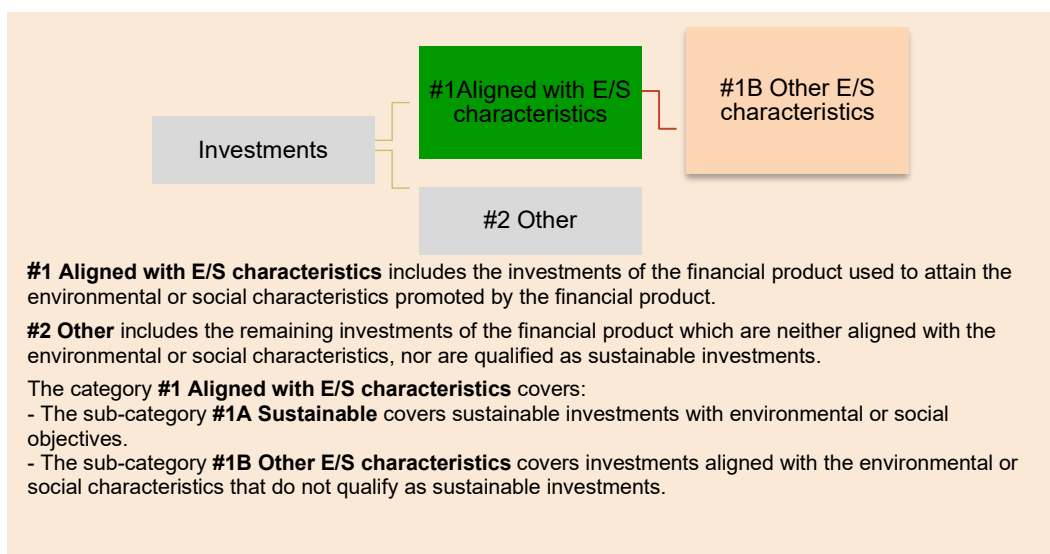 #1Aligned with E/S
characteristics
#1B Other E/S
characteristics
Investments
#2 Other
#1 Aligned with E/S characteristics includes the investments of the financial product used to attain the
environmental or social characteristics promoted by the financial product.
#2 Other includes the remaining investments of the financial product which are neither aligned with the
environmental or social characteristics, nor are qualified as sustainable investments.
The category #1 Aligned with E/S characteristics covers:
- The sub-category #1A Sustainable covers sustainable investments with environmental or social
objectives.
- The sub-category #1B Other E/S characteristics covers investments aligned with the environmental or
social characteristics that do not qualify as sustainable investments.